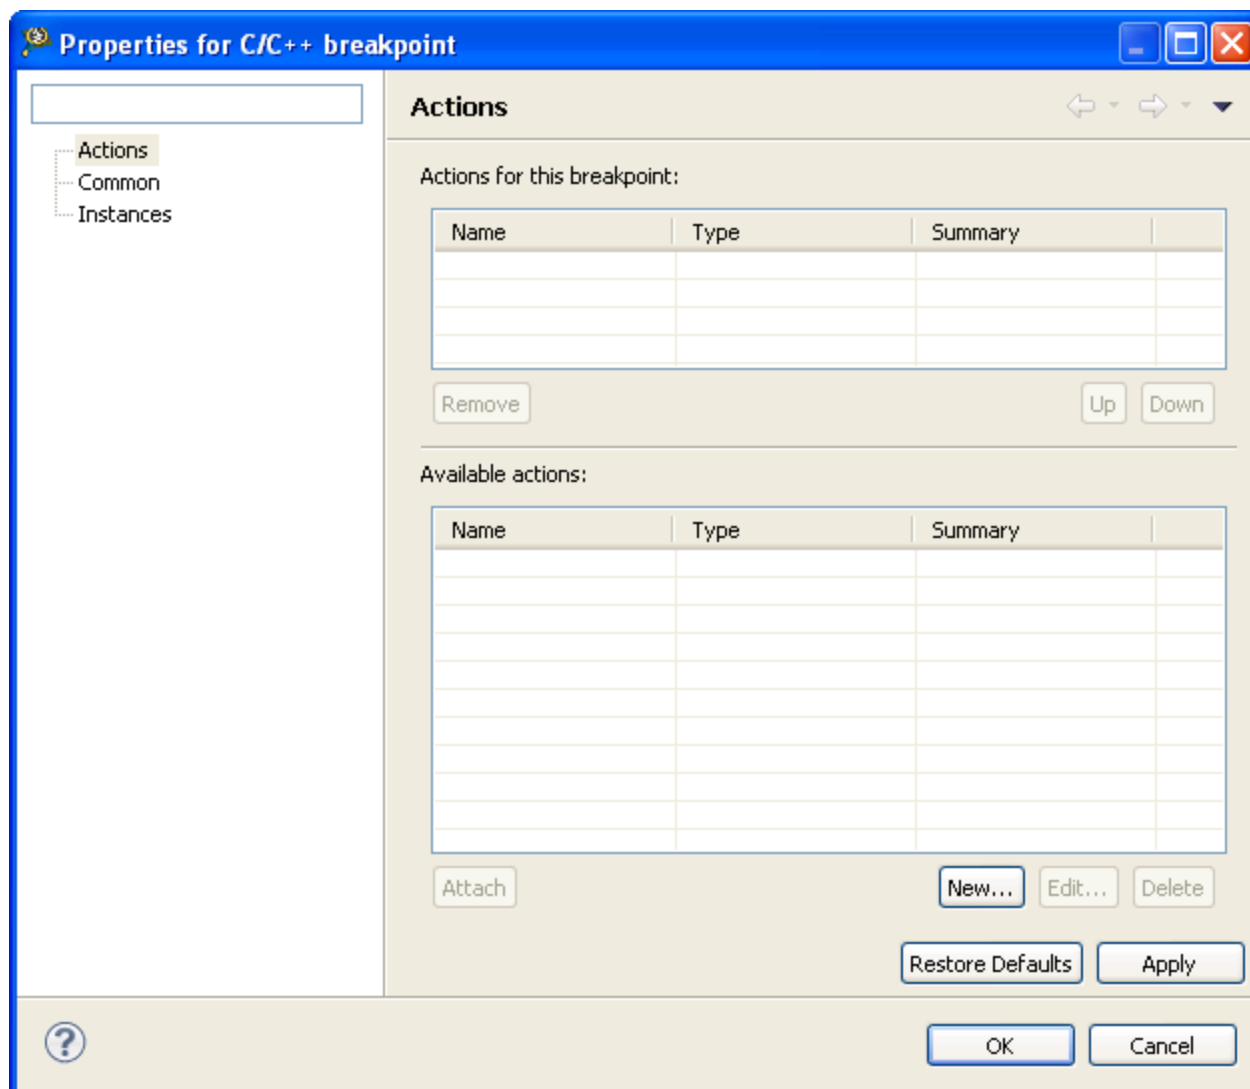 Properties for C/C++ breakpoint
Actions
Common
Instances
Actions
Actions for this breakpoint:
Name Type Summary
Remove Up Down
Available actions:
Name Type Summary
Attach New... Edit... Delete
Restore Defaults Apply
? OK Cancel